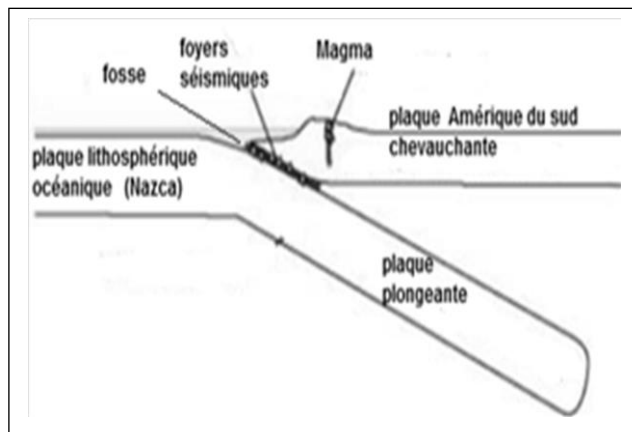 foyers
séismiques
Magma
fosse
plaque Amérique du sud
chevauchante
plaque lithosphérique
océanique (Nazca)
plaque
plongeante